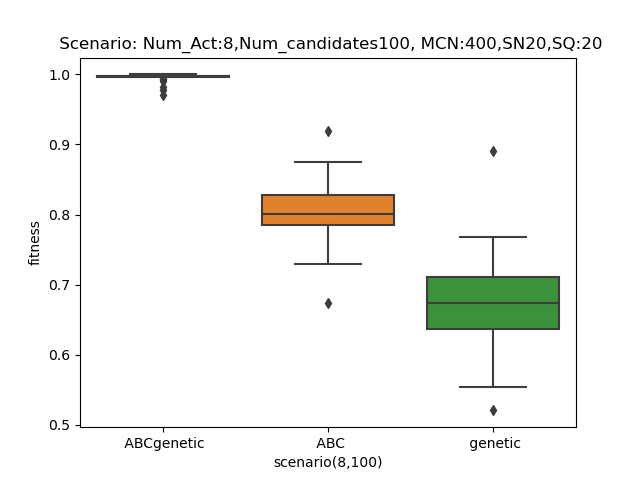 Scenario: Num_Act:8,Num_candidates100, MCN:400,SN20,SQ:20
1.0
0.9
0.8
0.7
0.6
0.5
fitness
ABCgenetic ABC genetic
scenario(8,100)